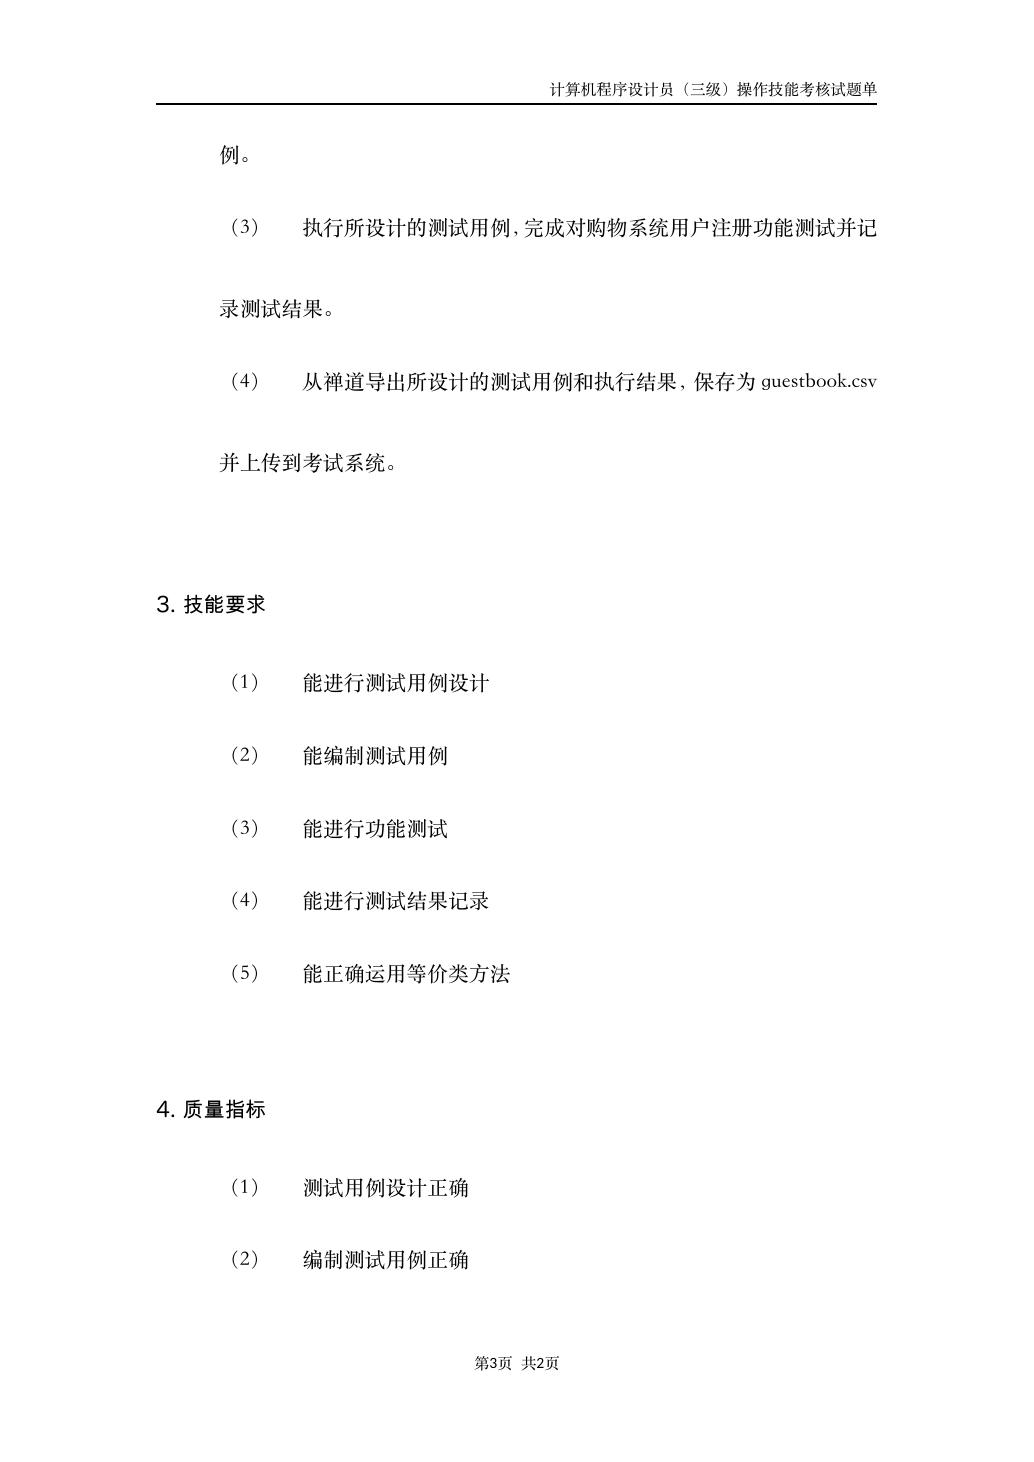 计算机程序设计员（三级）操作技能考核试题单
例。
（3） 执行所设计的测试用例，完成对购物系统用户注册功能测试并记
录测试结果。
（4） 从禅道导出所设计的测试用例和执行结果，保存为 guestbook.csv
并上传到考试系统。
3. 技能要求
（1） 能进行测试用例设计
（2） 能编制测试用例
（3） 能进行功能测试
（4） 能进行测试结果记录
（5） 能正确运用等价类方法
4. 质量指标
（1） 测试用例设计正确
（2） 编制测试用例正确
第3页 共2页